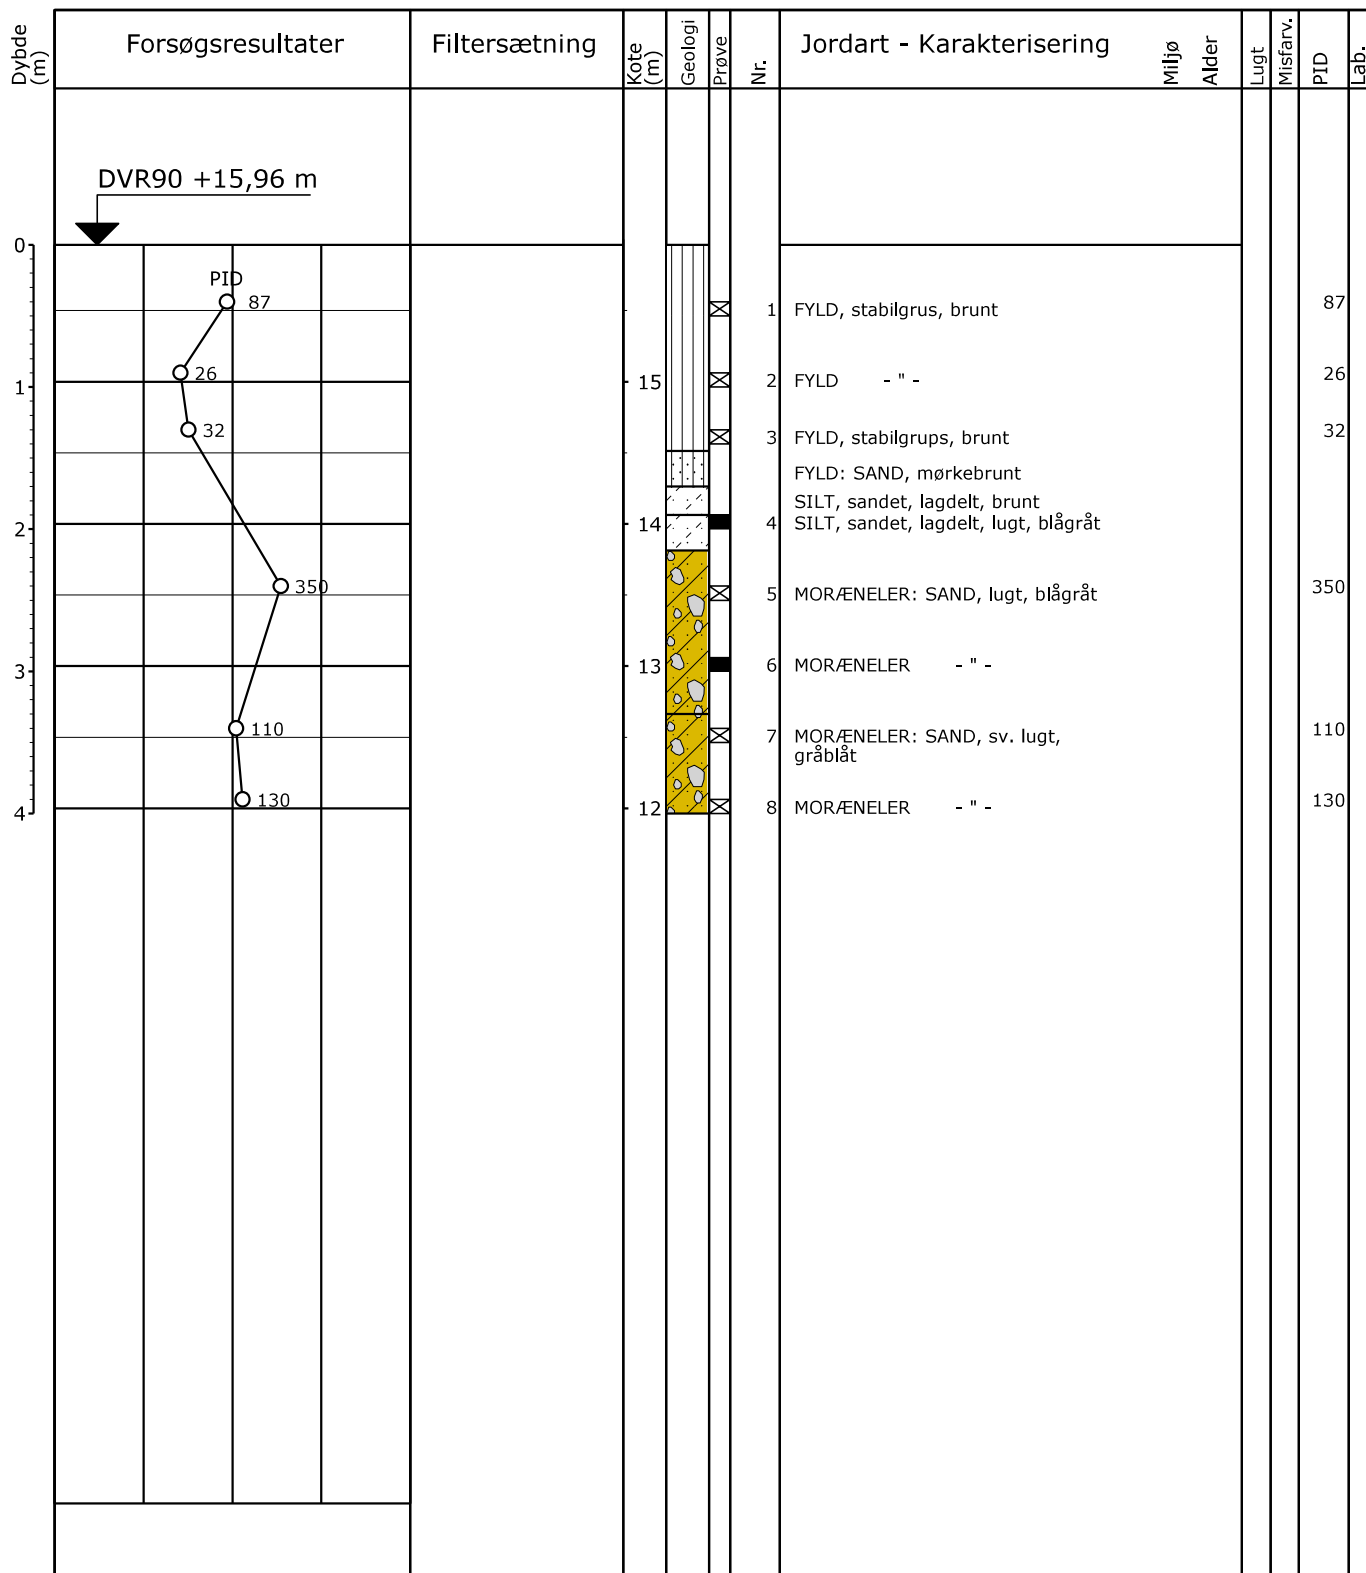 Dybde (m)
Forsøgsresultater
Filtersætning
Kote (m)
Geologi
Prøve
Nr.
Jordart - Karakterisering
Miljø
Alder
Lugt
Misfarv.
PID
Lab.
DVR90 +15,96 m
0
PID
87
1 FYLD, stabilgrus, brunt 87
26
1
15
2 FYLD - " - 26
32
3 FYLD, stabilgrups, brunt 32
FYLD: SAND, mørkebrunt
SILT, sandet, lagdelt, brunt
2
14
4 SILT, sandet, lagdelt, lugt, blågråt
350
5 MORÆNELER: SAND, lugt, blågråt 350
3
13
6 MORÆNELER - " -
110
7 MORÆNELER: SAND, sv. lugt, 110
gråblåt
130
4
12
8 MORÆNELER - " - 130